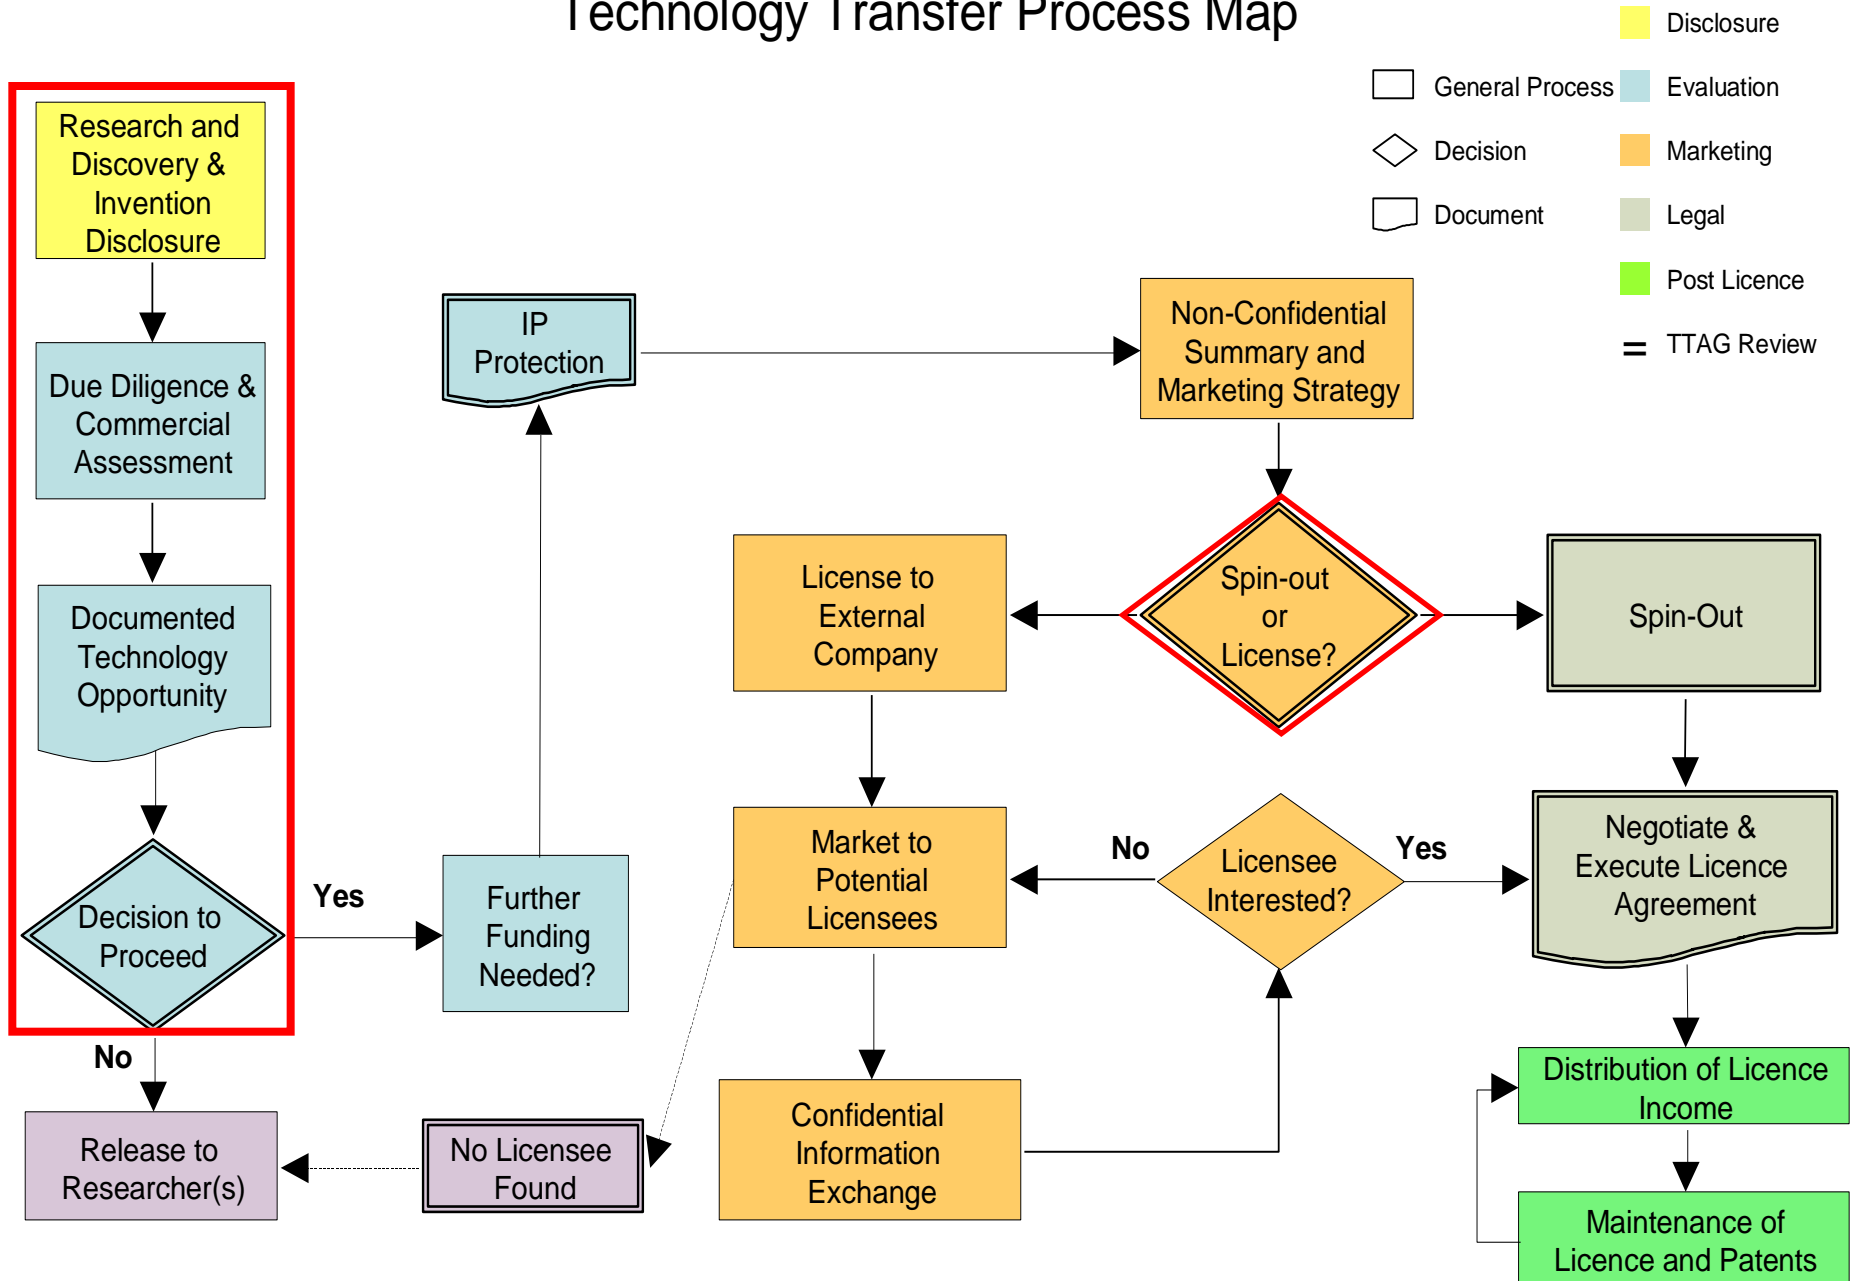 Technology Transfer Process Map
Disclosure
General Process
Evaluation
Decision
Marketing
Document
Legal
Post Licence
= TTAG Review
Research and
Discovery &
Invention
Disclosure
Due Diligence &
Commercial
Assessment
Documented
Technology
Opportunity
Decision to
Proceed
Yes
No
Release to
Researcher(s)
Further
Funding
Needed?
IP
Protection
No Licensee
Found
Non-Confidential
Summary and
Marketing Strategy
Spin-out
or
License?
License to
External
Company
Spin-Out
Market to
Potential
Licensees
No
Licensee
Interested?
Yes
Negotiate &
Execute Licence
Agreement
Confidential
Information
Exchange
Distribution of Licence
Income
Maintenance of
Licence and Patents